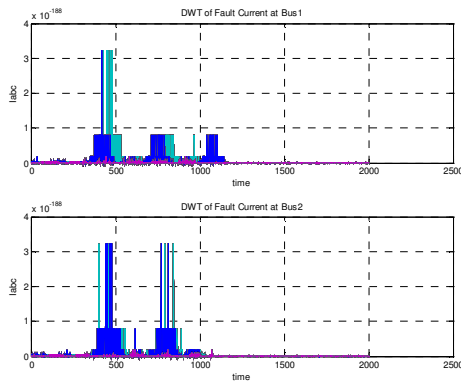 DWT of Fault Current at Bus1
x 10^-188
4
3
2
1
0
Iabc
0 500 1000 1500 2000 2500
time
DWT of Fault Current at Bus2
x 10^-188
4
3
2
1
0
Iabc
0 500 1000 1500 2000 2500
time